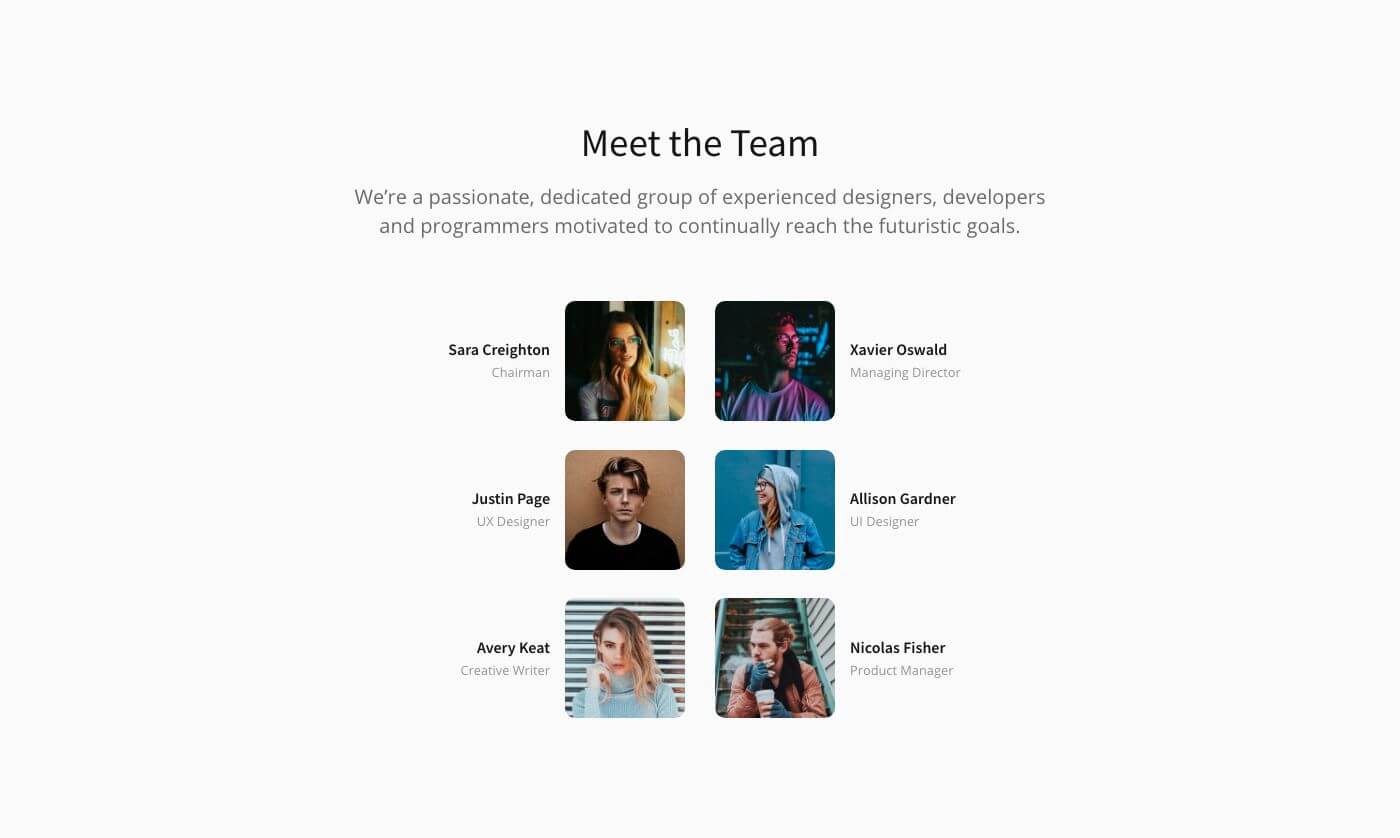 Meet the Team
We’re a passionate, dedicated group of experienced designers, developers
and programmers motivated to continually reach the futuristic goals.
Sara Creighton
Chairman
Xavier Oswald
Managing Director
Justin Page
UX Designer
Allison Gardner
UI Designer
Avery Keat
Creative Writer
Nicolas Fisher
Product Manager